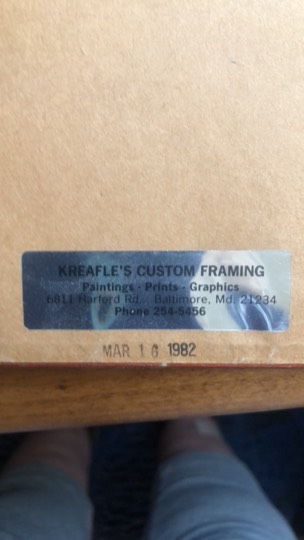 KREAFLE'S CUSTOM FRAMING
Paintings · Prints · Graphics
6811 Harford Rd. Baltimore, Md. 21234
Phone 254-5456
MAR 16 1982